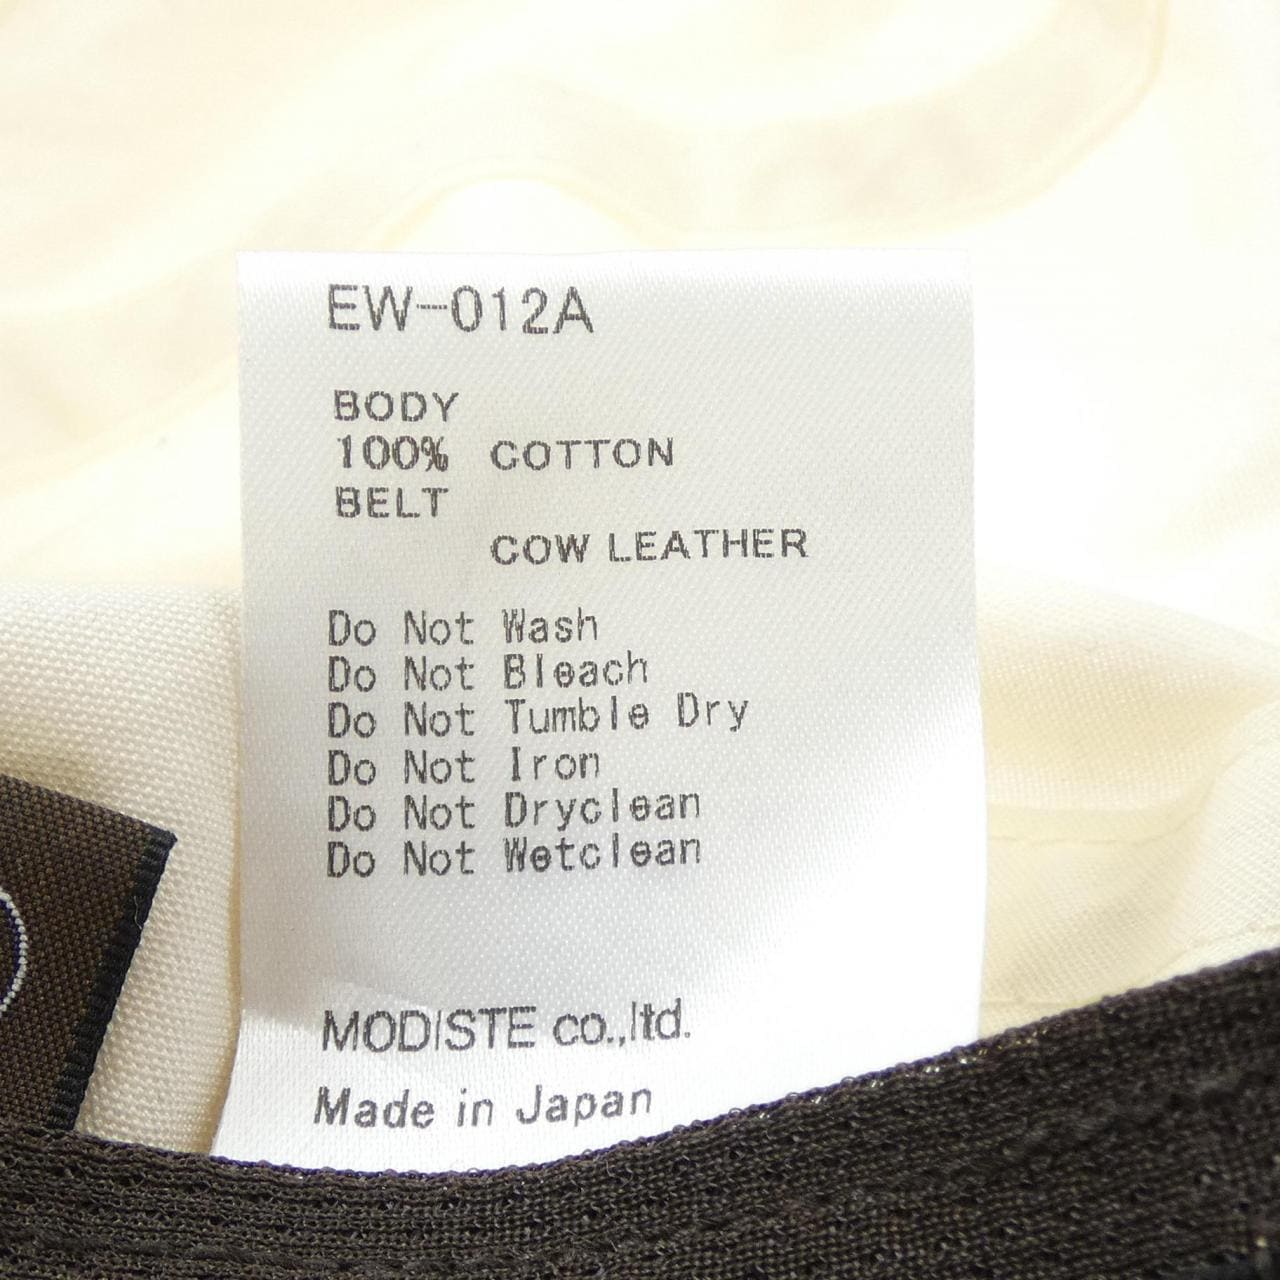 EW-012A
BODY
100% COTTON
BELT
COW LEATHER
Do Not Wash
Do Not Bleach
Do Not Tumble Dry
Do Not Iron
Do Not Dryclean
Do Not Wetclean
MODISTE co.,ltd.
Made in Japan